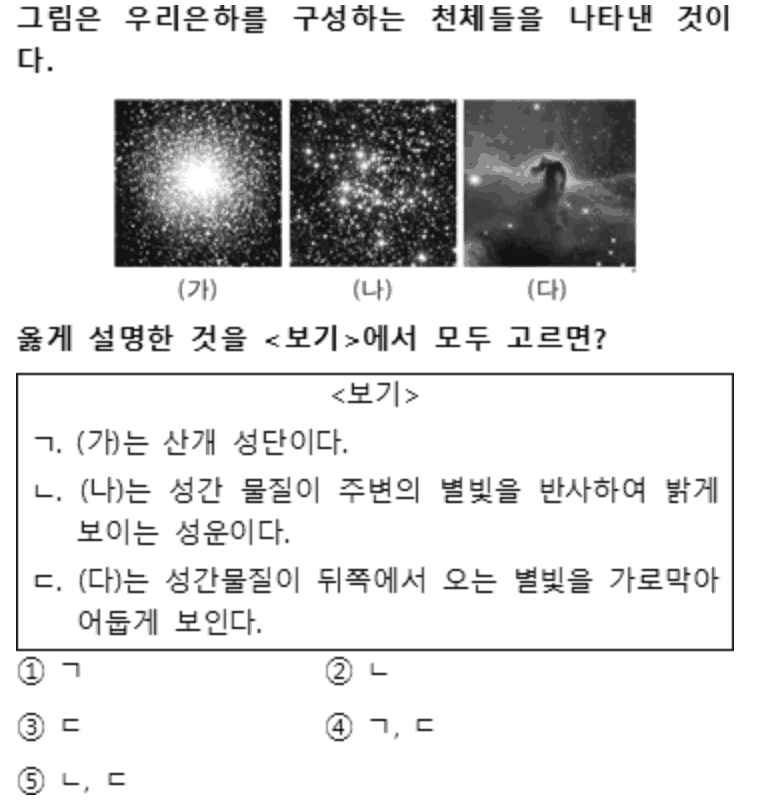 그림은 우리은하를 구성하는 천체들을 나타낸 것이
다.
(가) (나) (다)
옳게 설명한 것을 <보기>에서 모두 고르면?
<보기>
ㄱ. (가)는 산개 성단이다.
ㄴ. (나)는 성간 물질이 주변의 별빛을 반사하여 밝게
보이는 성운이다.
ㄷ. (다)는 성간물질이 뒤쪽에서 오는 별빛을 가로막아
어둡게 보인다.
① ㄱ ② ㄴ
③ ㄷ ④ ㄱ, ㄷ
⑤ ㄴ, ㄷ